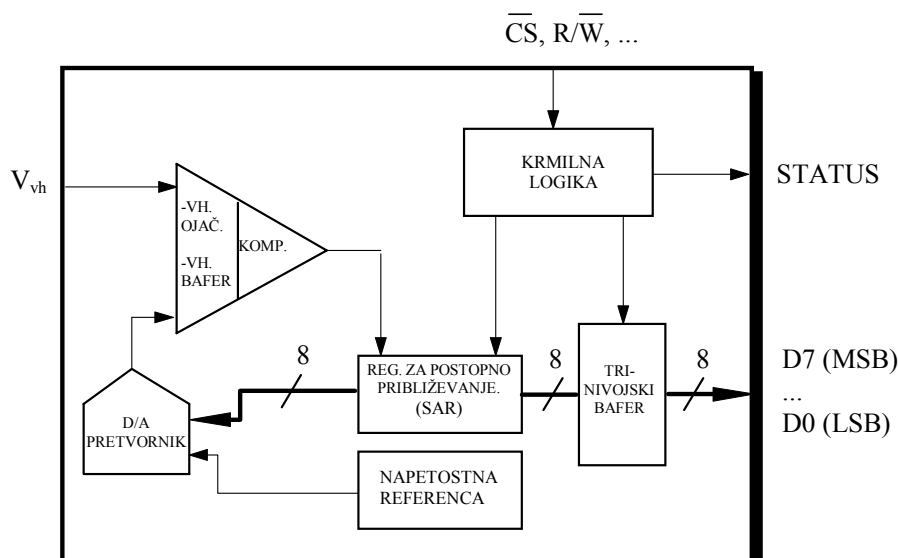 C̅S̅, R/W̅, ...
KRMILNA
LOGIKA
STATUS
V_vh
-VH.
OJAČ.
KOMP.
-VH.
BAFER
8
8
8
REG. ZA POSTOPNO
PRIBLIŽEVANJE.
(SAR)
TRI-
NIVOJSKI
BAFER
D7 (MSB)
...
D0 (LSB)
D/A
PRETVORNIK
NAPETOSTNA
REFERENCA